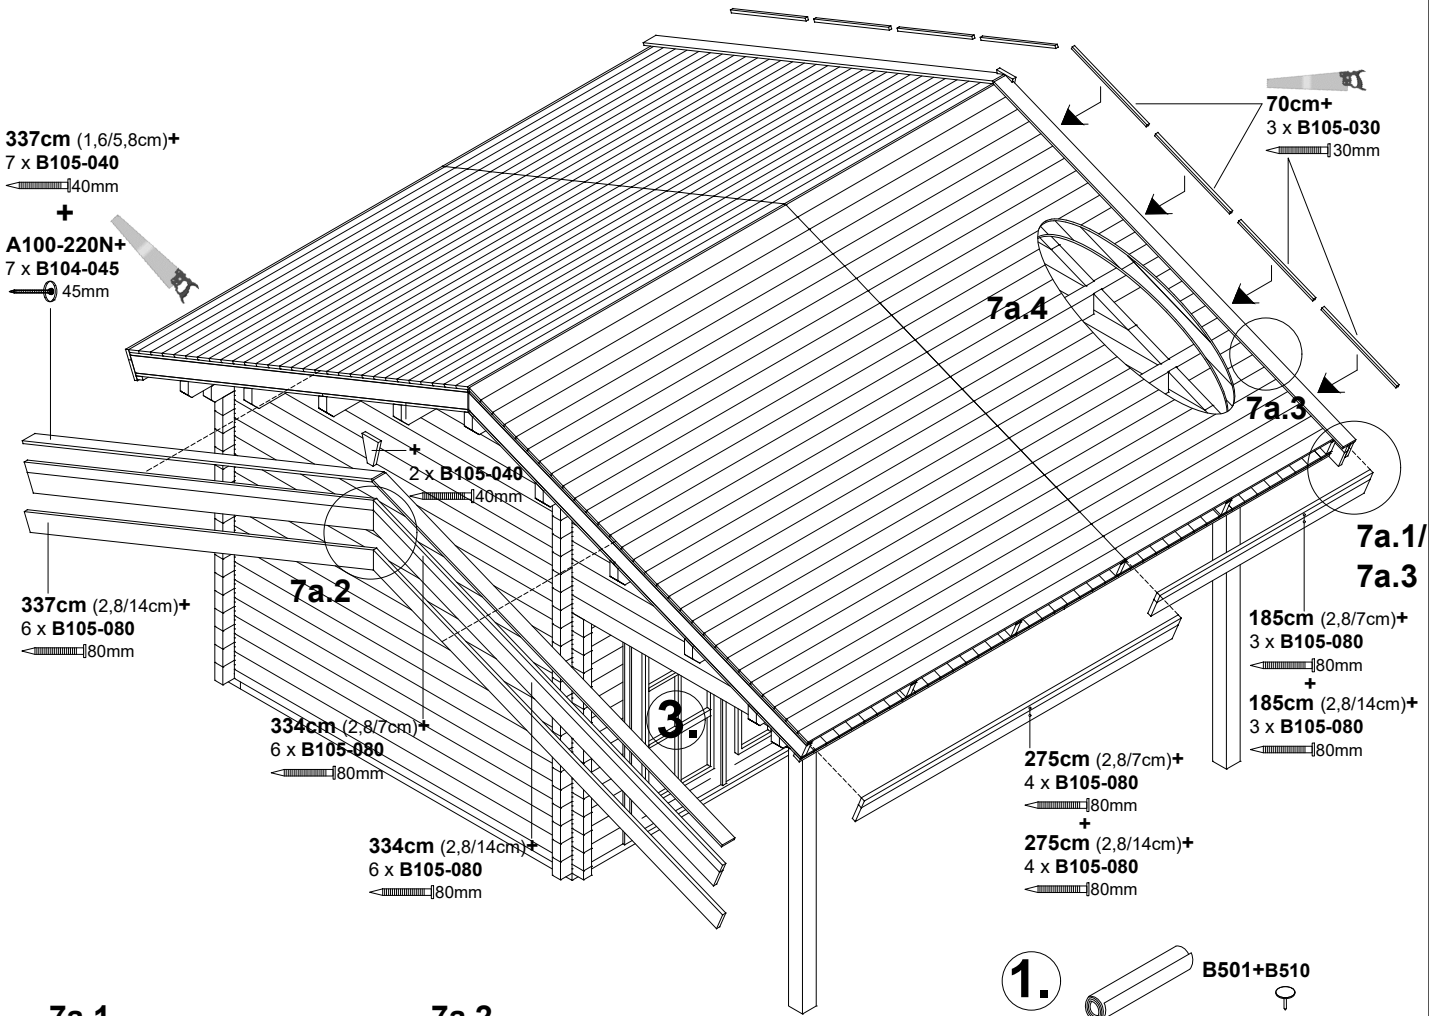 70cm+
3 x B105-030
30mm
337cm (1,6/5,8cm)+
7 x B105-040
40mm
+
A100-220N+
7 x B104-045
45mm
7a.4
7a.3
+
2 x B105-040
40mm
7a.2
7a.1/
7a.3
337cm (2,8/14cm)+
6 x B105-080
80mm
185cm (2,8/7cm)+
3 x B105-080
80mm
+
185cm (2,8/14cm)+
3 x B105-080
80mm
334cm (2,8/7cm)+
6 x B105-080
80mm
3.
275cm (2,8/7cm)+
4 x B105-080
80mm
+
275cm (2,8/14cm)+
4 x B105-080
80mm
334cm (2,8/14cm)+
6 x B105-080
80mm
1.
B501+B510
7a.1
7a.2